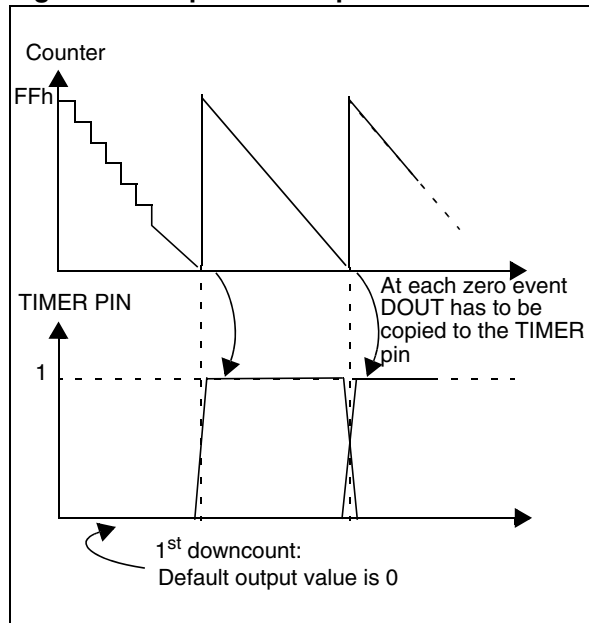 Counter
FFh
At each zero event
DOUT has to be
copied to the TIMER
pin
TIMER PIN
1
1st downcount:
Default output value is 0